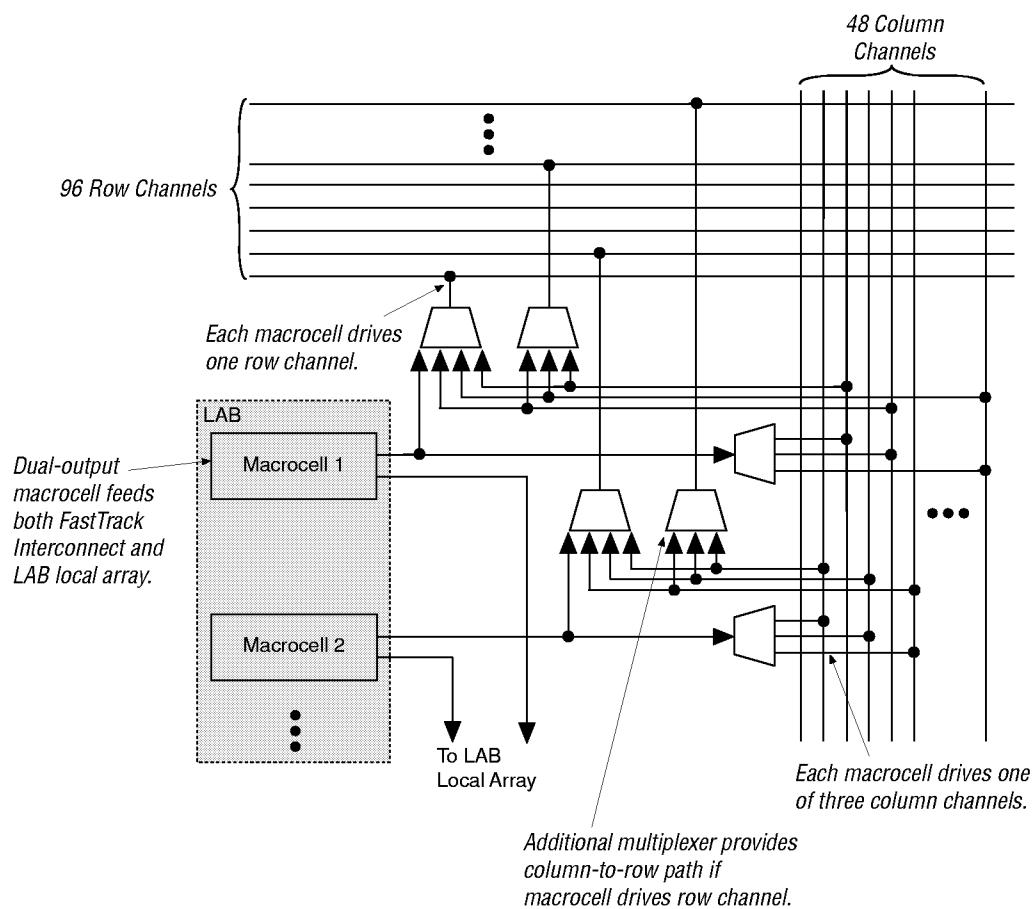 48 Column
Channels
96 Row Channels
Each macrocell drives
one row channel.
LAB
Macrocell 1
Dual-output
macrocell feeds
both FastTrack
Interconnect and
LAB local array.
Macrocell 2
To LAB
Local Array
Each macrocell drives one
of three column channels.
Additional multiplexer provides
column-to-row path if
macrocell drives row channel.